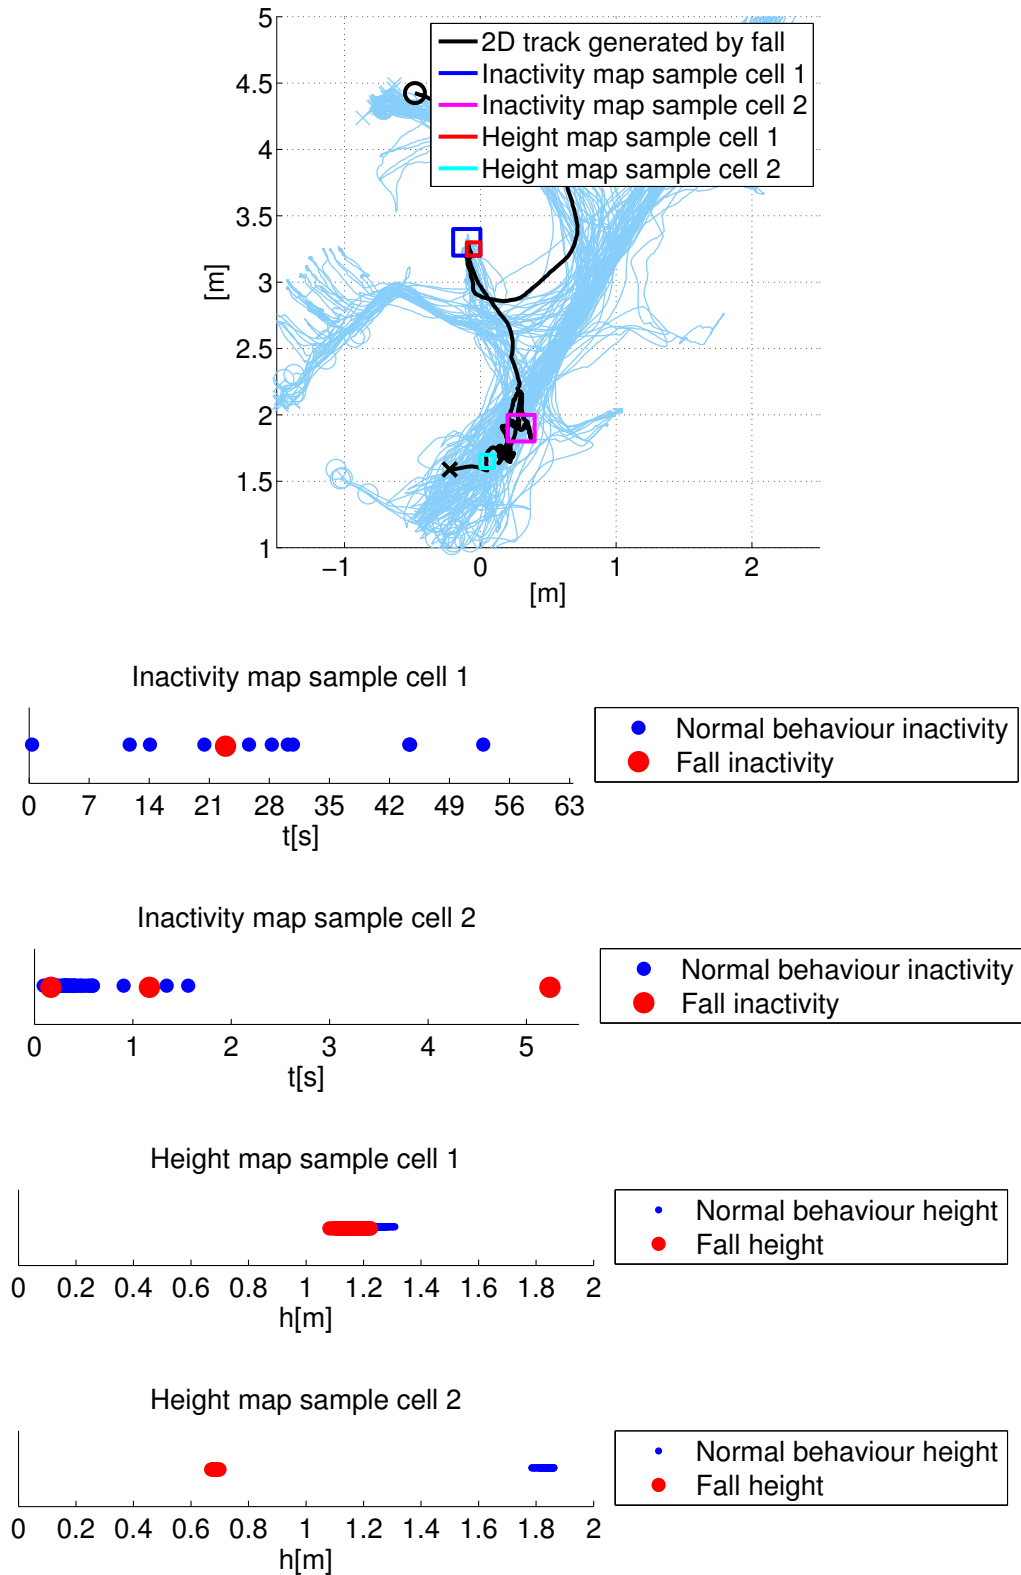 5
4.5
4
3.5
3
2.5
2
1.5
1
[m]
2D track generated by fall
Inactivity map sample cell 1
Inactivity map sample cell 2
Height map sample cell 1
Height map sample cell 2
−1 0 1 2
[m]
Inactivity map sample cell 1
Normal behaviour inactivity
Fall inactivity
0 7 14 21 28 35 42 49 56 63
t[s]
Inactivity map sample cell 2
Normal behaviour inactivity
Fall inactivity
0 1 2 3 4 5
t[s]
Height map sample cell 1
Normal behaviour height
Fall height
0 0.2 0.4 0.6 0.8 1 1.2 1.4 1.6 1.8 2
h[m]
Height map sample cell 2
Normal behaviour height
Fall height
0 0.2 0.4 0.6 0.8 1 1.2 1.4 1.6 1.8 2
h[m]